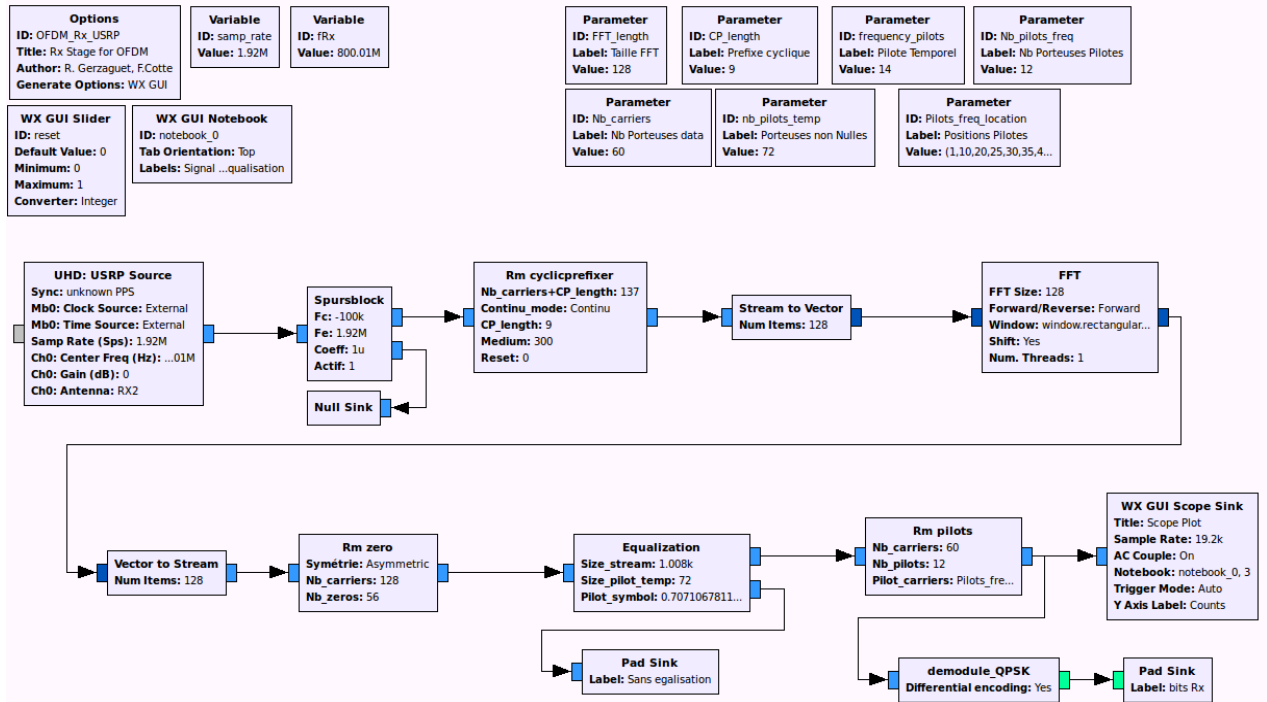 Options
ID: OFDM_Rx_USRP
Title: Rx Stage for OFDM
Author: R. Gerzaguet, F.Cotte
Generate Options: WX GUI
Variable
ID: samp_rate
Value: 1.92M
Variable
ID: fRx
Value: 800.01M
Parameter
ID: FFT_length
Label: Taille FFT
Value: 128
Parameter
ID: CP_length
Label: Prefixe cyclique
Value: 9
Parameter
ID: frequency_pilots
Label: Pilote Temporel
Value: 14
Parameter
ID: Nb_pilots_freq
Label: Nb Porteuses Pilotes
Value: 12
WX GUI Slider
ID: reset
Default Value: 0
Minimum: 0
Maximum: 1
Converter: Integer
WX GUI Notebook
ID: notebook_0
Tab Orientation: Top
Labels: Signal ...qualisation
Parameter
ID: Nb_carriers
Label: Nb Porteuses data
Value: 60
Parameter
ID: nb_pilots_temp
Label: Porteuses non Nulles
Value: 72
Parameter
ID: Pilots_freq_location
Label: Positions Pilotes
Value: (1,10,20,25,30,35,4...
UHD: USRP Source
Sync: unknown PPS
Mb0: Clock Source: External
Mb0: Time Source: External
Samp Rate (Sps): 1.92M
Ch0: Center Freq (Hz): ...01M
Ch0: Gain (dB): 0
Ch0: Antenna: RX2
Spursblock
Fc: -100k
Fe: 1.92M
Coeff: 1u
Actif: 1
Null Sink
Rm cyclicprefixer
Nb_carriers+CP_length: 137
Continu_mode: Continu
CP_length: 9
Medium: 300
Reset: 0
Stream to Vector
Num Items: 128
FFT
FFT Size: 128
Forward/Reverse: Forward
Window: window.rectangular...
Shift: Yes
Num. Threads: 1
Vector to Stream
Num Items: 128
Rm zero
Symétrie: Asymmetric
Nb_carriers: 128
Nb_zeros: 56
Equalization
Size_stream: 1.008k
Size_pilot_temp: 72
Pilot_symbol: 0.7071067811...
Rm pilots
Nb_carriers: 60
Nb_pilots: 12
Pilot_carriers: Pilots_fre...
WX GUI Scope Sink
Title: Scope Plot
Sample Rate: 19.2k
AC Couple: On
Notebook: notebook_0, 3
Trigger Mode: Auto
Y Axis Label: Counts
Pad Sink
Label: Sans egalisation
demodule_QPSK
Differential encoding: Yes
Pad Sink
Label: bits Rx